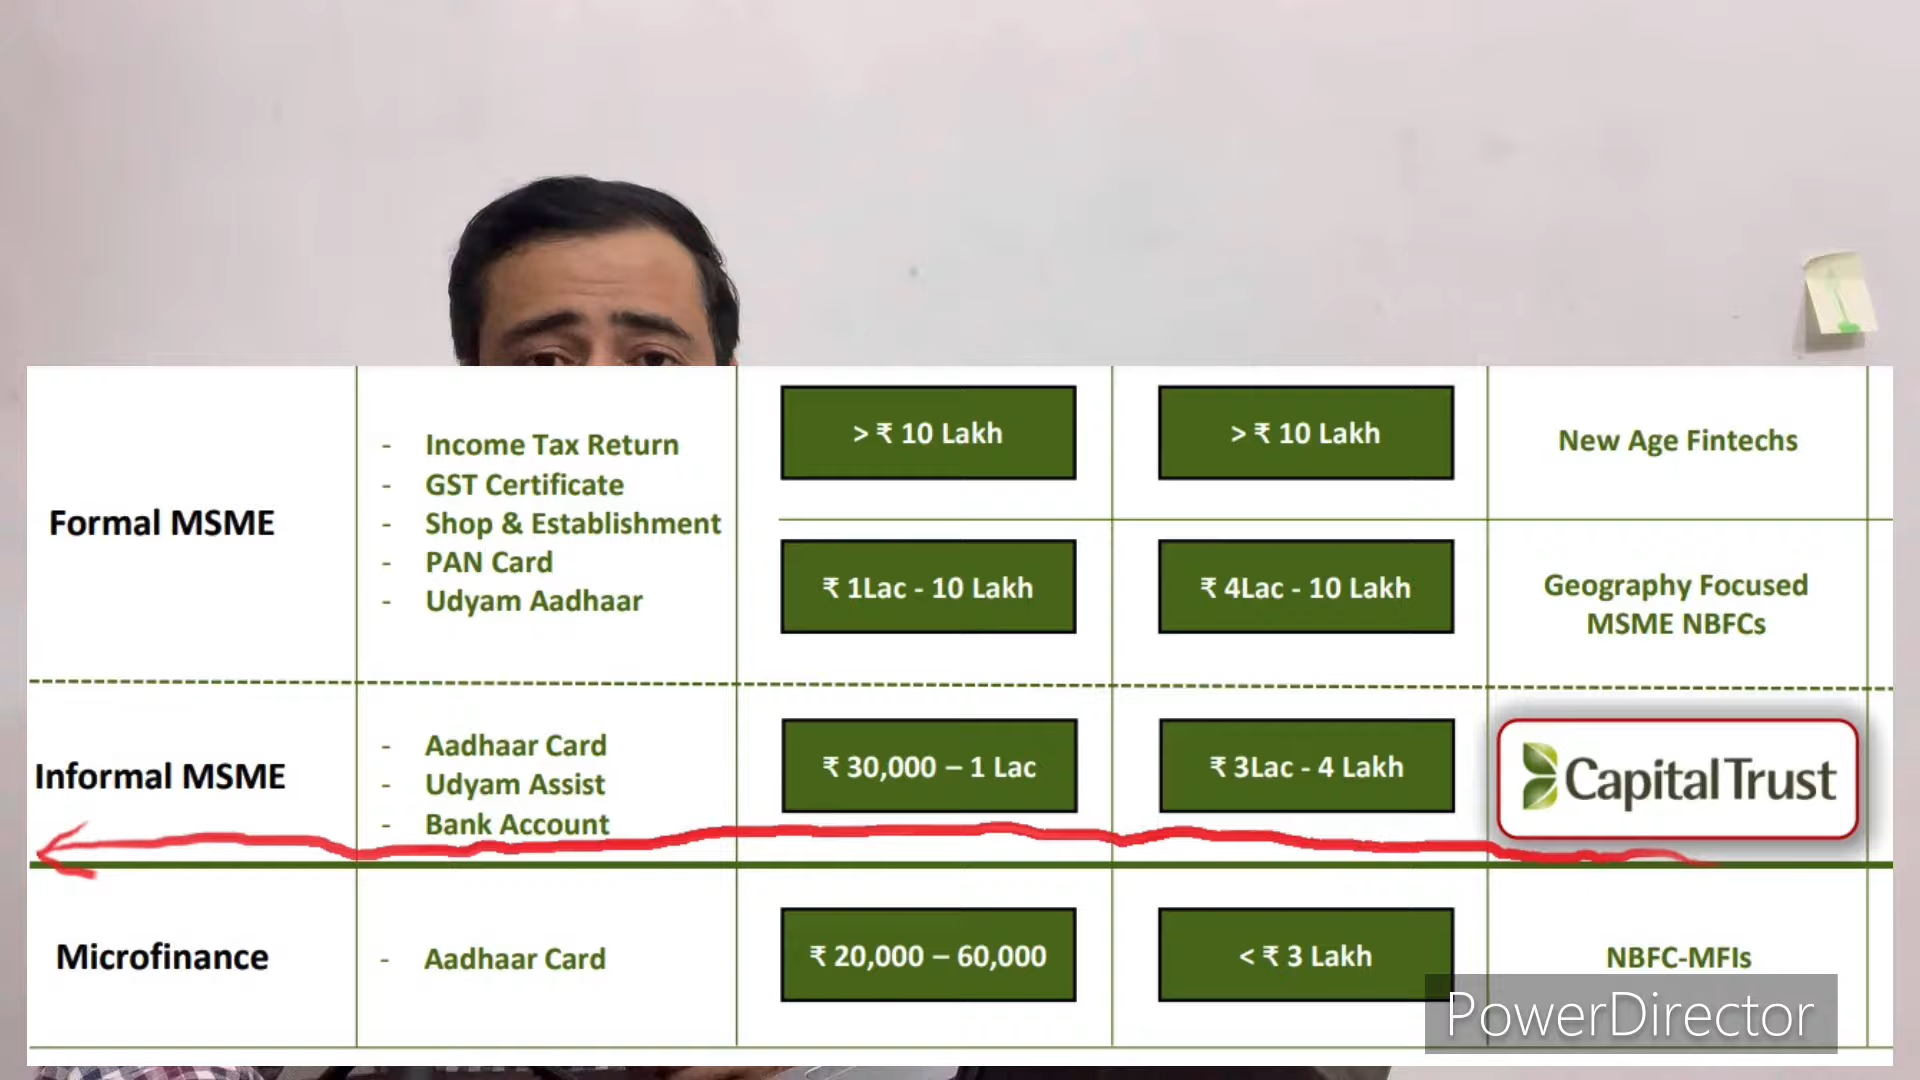 Formal MSME
- Income Tax Return
- GST Certificate
- Shop & Establishment
- PAN Card
- Udyam Aadhaar
> ₹ 10 Lakh
> ₹ 10 Lakh
New Age Fintechs
₹ 1Lac - 10 Lakh
₹ 4Lac - 10 Lakh
Geography Focused
MSME NBFCs
Informal MSME
- Aadhaar Card
- Udyam Assist
- Bank Account
₹ 30,000 – 1 Lac
₹ 3Lac - 4 Lakh
CapitalTrust
Microfinance
- Aadhaar Card
₹ 20,000 – 60,000
< ₹ 3 Lakh
NBFC-MFIs
PowerDirector